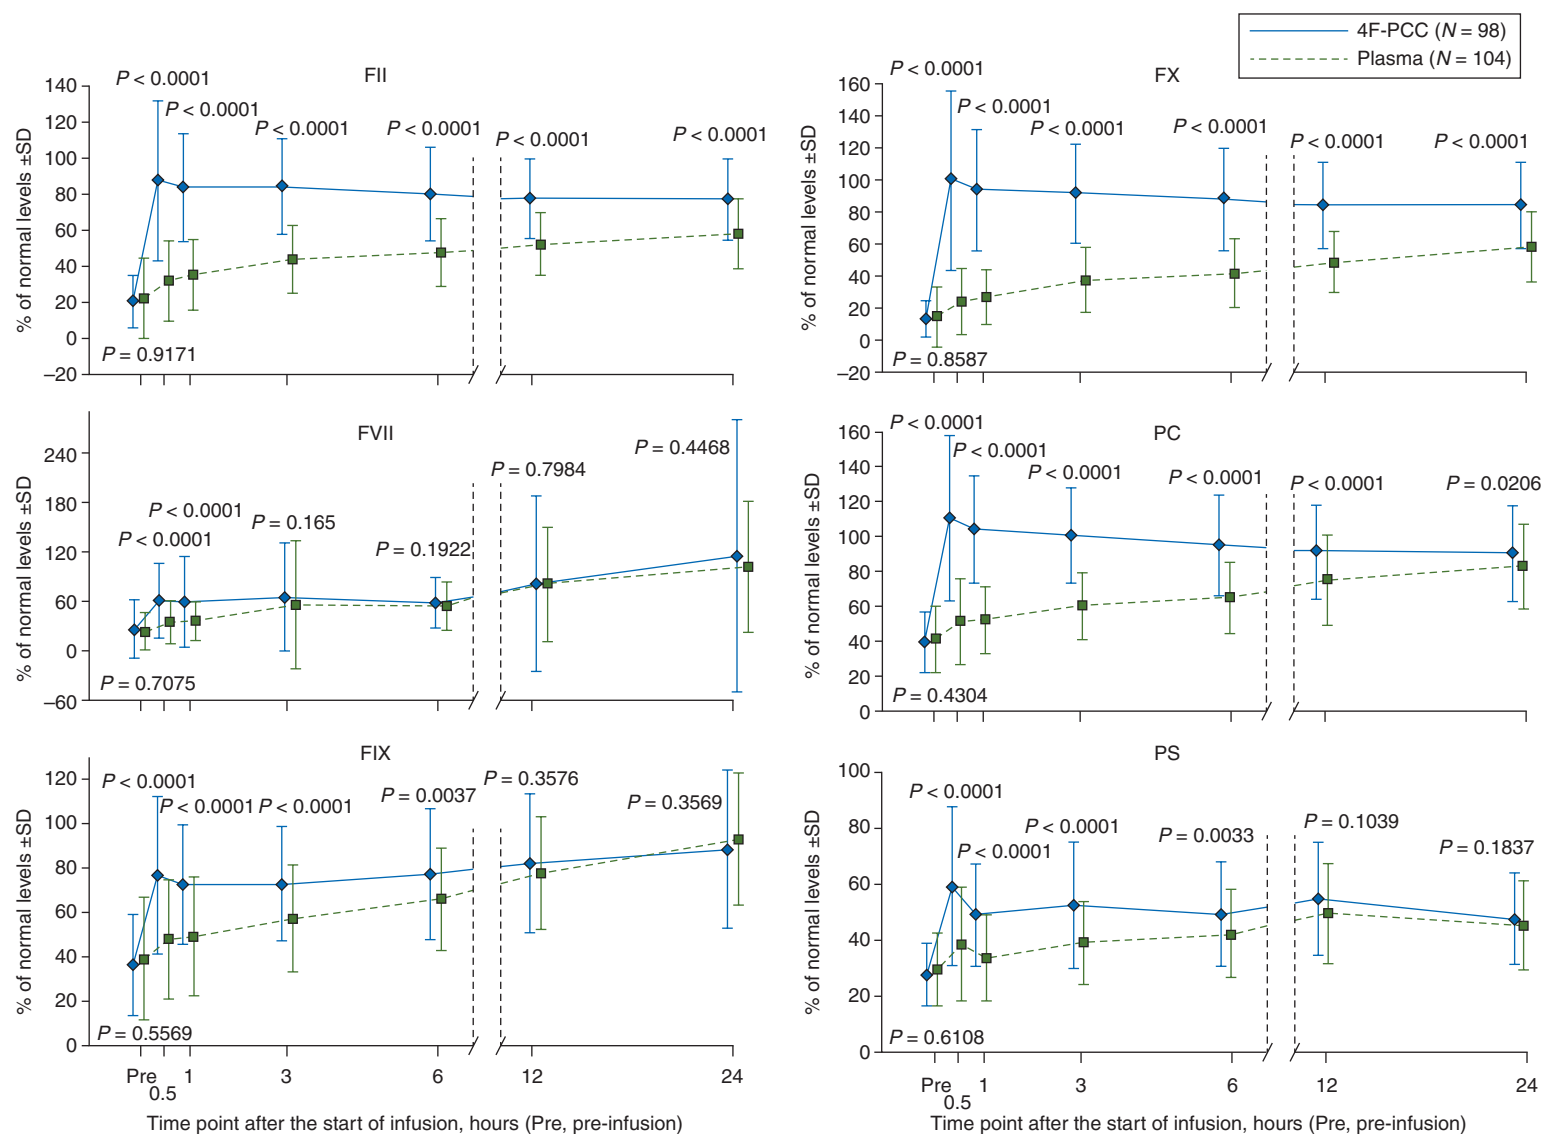 4F-PCC (N = 98)
Plasma (N = 104)
FII
% of normal levels ±SD
140
120
100
80
60
40
20
0
–20
P < 0.0001
P < 0.0001
P < 0.0001
P < 0.0001
P < 0.0001
P < 0.0001
P = 0.9171
FX
% of normal levels ±SD
160
140
120
100
80
60
40
20
0
–20
P < 0.0001
P < 0.0001
P < 0.0001
P < 0.0001
P < 0.0001
P < 0.0001
P = 0.8587
FVII
% of normal levels ±SD
240
180
120
60
0
–60
P < 0.0001
P < 0.0001
P = 0.165
P = 0.1922
P = 0.7984
P = 0.4468
P = 0.7075
PC
% of normal levels ±SD
160
140
120
100
80
60
40
20
0
P < 0.0001
P < 0.0001
P < 0.0001
P < 0.0001
P < 0.0001
P = 0.0206
P = 0.4304
FIX
% of normal levels ±SD
120
100
80
60
40
20
0
P < 0.0001
P < 0.0001
P < 0.0001
P = 0.0037
P = 0.3576
P = 0.3569
P = 0.5569
Pre 0.5 1 3 6 12 24
Time point after the start of infusion, hours (Pre, pre-infusion)
PS
% of normal levels ±SD
100
80
60
40
20
0
P < 0.0001
P < 0.0001
P < 0.0001
P = 0.0033
P = 0.1039
P = 0.1837
P = 0.6108
Pre 0.5 1 3 6 12 24
Time point after the start of infusion, hours (Pre, pre-infusion)